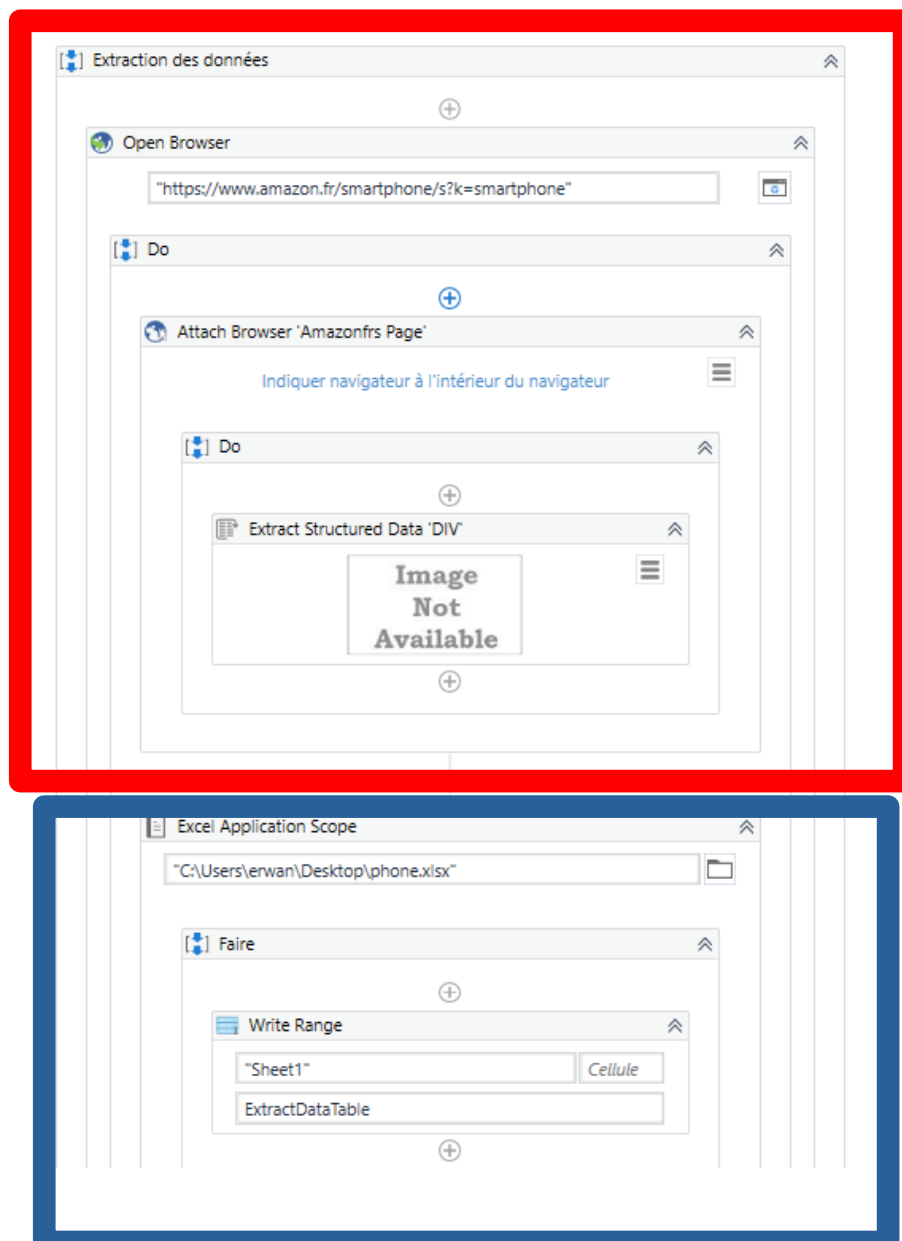 Extraction des données
Open Browser
"https://www.amazon.fr/smartphone/s?k=smartphone"
Do
Attach Browser 'Amazonfrs Page'
Indiquer navigateur à l'intérieur du navigateur
Do
Extract Structured Data 'DIV'
Image
Not
Available
Excel Application Scope
"C:\Users\erwan\Desktop\phone.xlsx"
Faire
Write Range
"Sheet1" Cellule
ExtractDataTable